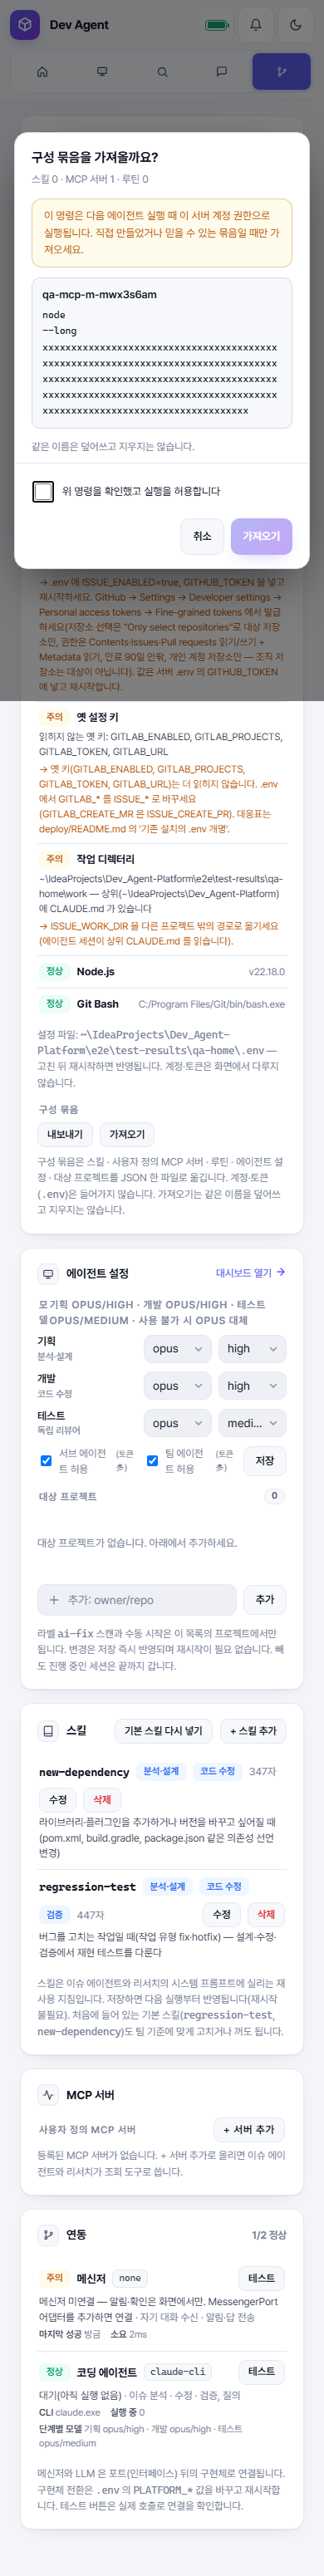 Dev Agent
구성 묶음을 가져올까요?
스킬 0 · MCP 서버 1 · 루틴 0
이 명령은 다음 에이전트 실행 때 이 서버 계정 권한으로
실행됩니다. 직접 만들었거나 믿을 수 있는 묶음일 때만 가
져오세요.
qa-mcp-m-mwx3s6am
node
--long
xxxxxxxxxxxxxxxxxxxxxxxxxxxxxxxxxxxxxxxx
xxxxxxxxxxxxxxxxxxxxxxxxxxxxxxxxxxxxxxxx
xxxxxxxxxxxxxxxxxxxxxxxxxxxxxxxxxxxxxxxx
xxxxxxxxxxxxxxxxxxxxxxxxxxxxxxxxxxxxxxxx
xxxxxxxxxxxxxxxxxxxxxxxxxxxxxxxxxxx
같은 이름은 덮어쓰고 지우지는 않습니다.
위 명령을 확인했고 실행을 허용합니다
취소
가져오기
→ .env 에 ISSUE_ENABLED=true, GITHUB_TOKEN 을 넣고
재시작하세요. GitHub → Settings → Developer settings →
Personal access tokens → Fine-grained tokens 에서 발급
하세요(저장소 선택은 "Only select repositories"로 대상 저장소
만, 권한은 Contents·Issues·Pull requests 읽기/쓰기 +
Metadata 읽기, 만료 90일 인팎, 개인 계정 저장소만 — 조직 저장
소는 대상이 아닙니다). 값은 서버 .env 의 GITHUB_TOKEN
에 넣고 재시작합니다.
주의 옛 설정 키
읽히지 않는 옛 키: GITLAB_ENABLED, GITLAB_PROJECTS,
GITLAB_TOKEN, GITLAB_URL
→ 옛 키(GITLAB_ENABLED, GITLAB_PROJECTS,
GITLAB_TOKEN, GITLAB_URL)는 더 읽히지 않습니다. .env
에서 GITLAB_* 를 ISSUE_* 로 바꾸세요
(GITLAB_CREATE_MR 은 ISSUE_CREATE_PR). 대응표는
deploy/README.md 의 '기존 설치의 .env 개명'.
주의 작업 디렉터리
~\IdeaProjects\Dev_Agent-Platform\e2e\test-results\qa-
home\work — 상위(~\IdeaProjects\Dev_Agent-Platform)
에 CLAUDE.md 가 있습니다
→ ISSUE_WORK_DIR 을 다른 프로젝트 밖의 경로로 옮기세요
(에이전트 세션이 상위 CLAUDE.md 를 읽습니다).
정상 Node.js v22.18.0
정상 Git Bash C:/Program Files/Git/bin/bash.exe
설정 파일: ~\IdeaProjects\Dev_Agent-
Platform\e2e\test-results\qa-home\.env —
고친 뒤 재시작하면 반영됩니다. 계정·토큰은 화면에서 다루지
않습니다.
구성 묶음
내보내기 가져오기
구성 묶음은 스킬 · 사용자 정의 MCP 서버 · 루틴 · 에이전트 설
정 · 대상 프로젝트를 JSON 한 파일로 옮깁니다. 계정·토큰
(.env)은 들어가지 않습니다. 가져오기는 같은 이름을 덮어쓰
고 지우지는 않습니다.
에이전트 설정 대시보드 열기 →
모기획 OPUS/HIGH · 개발 OPUS/HIGH · 테스트
델OPUS/MEDIUM · 사용 불가 시 OPUS 대체
기획
분석·설계
opus high
개발
코드 수정
opus high
테스트
독립 리뷰어
opus medi...
서브 에이전
트 허용
(토큰
多)
팀 에이전
트 허용
(토큰
多)
저장
대상 프로젝트 0
대상 프로젝트가 없습니다. 아래에서 추가하세요.
추가: owner/repo
추가
라벨 ai-fix 스캔과 수동 시작은 이 목록의 프로젝트에서만
됩니다. 변경은 저장 즉시 반영되며 재시작이 필요 없습니다. 빼
도 진행 중인 세션은 끝까지 갑니다.
스킬 기본 스킬 다시 넣기 + 스킬 추가
new-dependency 분석·설계 코드 수정 347자
수정 삭제
라이브러리·플러그인을 추가하거나 버전을 바꾸고 싶어질 때
(pom.xml, build.gradle, package.json 같은 의존성 선언
변경)
regression-test 분석·설계 코드 수정
검증 447자 수정 삭제
버그를 고치는 작업일 때(작업 유형 fix·hotfix) — 설계·수정·
검증에서 재현 테스트를 다룬다
스킬은 이슈 에이전트와 리서치의 시스템 프롬프트에 실리는 재
사용 지침입니다. 저장하면 다음 실행부터 반영됩니다(재시작
불필요). 처음에 들어 있는 기본 스킬(regression-test,
new-dependency)도 팀 기준에 맞게 고치거나 꺼도 됩니다.
MCP 서버
사용자 정의 MCP 서버 + 서버 추가
등록된 MCP 서버가 없습니다. + 서버 추가로 올리면 이슈 에이
전트와 리서치가 조회 도구로 씁니다.
연동 1/2 정상
주의 메신저 none 테스트
메신저 미연결 — 알림·확인은 화면에서만. MessengerPort
어댑터를 추가하면 연결 · 자기 대화 수신 · 알림·답 전송
마지막 성공 방금 소요 2ms
정상 코딩 에이전트 claude-cli 테스트
대기(아직 실행 없음) · 이슈 분석 · 수정 · 검증, 질의
CLI claude.exe 실행 중 0
단계별 모델 기획 opus/high · 개발 opus/high · 테스트
opus/medium
메신저와 LLM 은 포트(인터페이스) 뒤의 구현체로 연결됩니다.
구현체 전환은 .env 의 PLATFORM_* 값을 바꾸고 재시작합
니다. 테스트 버튼은 실제 호출로 연결을 확인합니다.